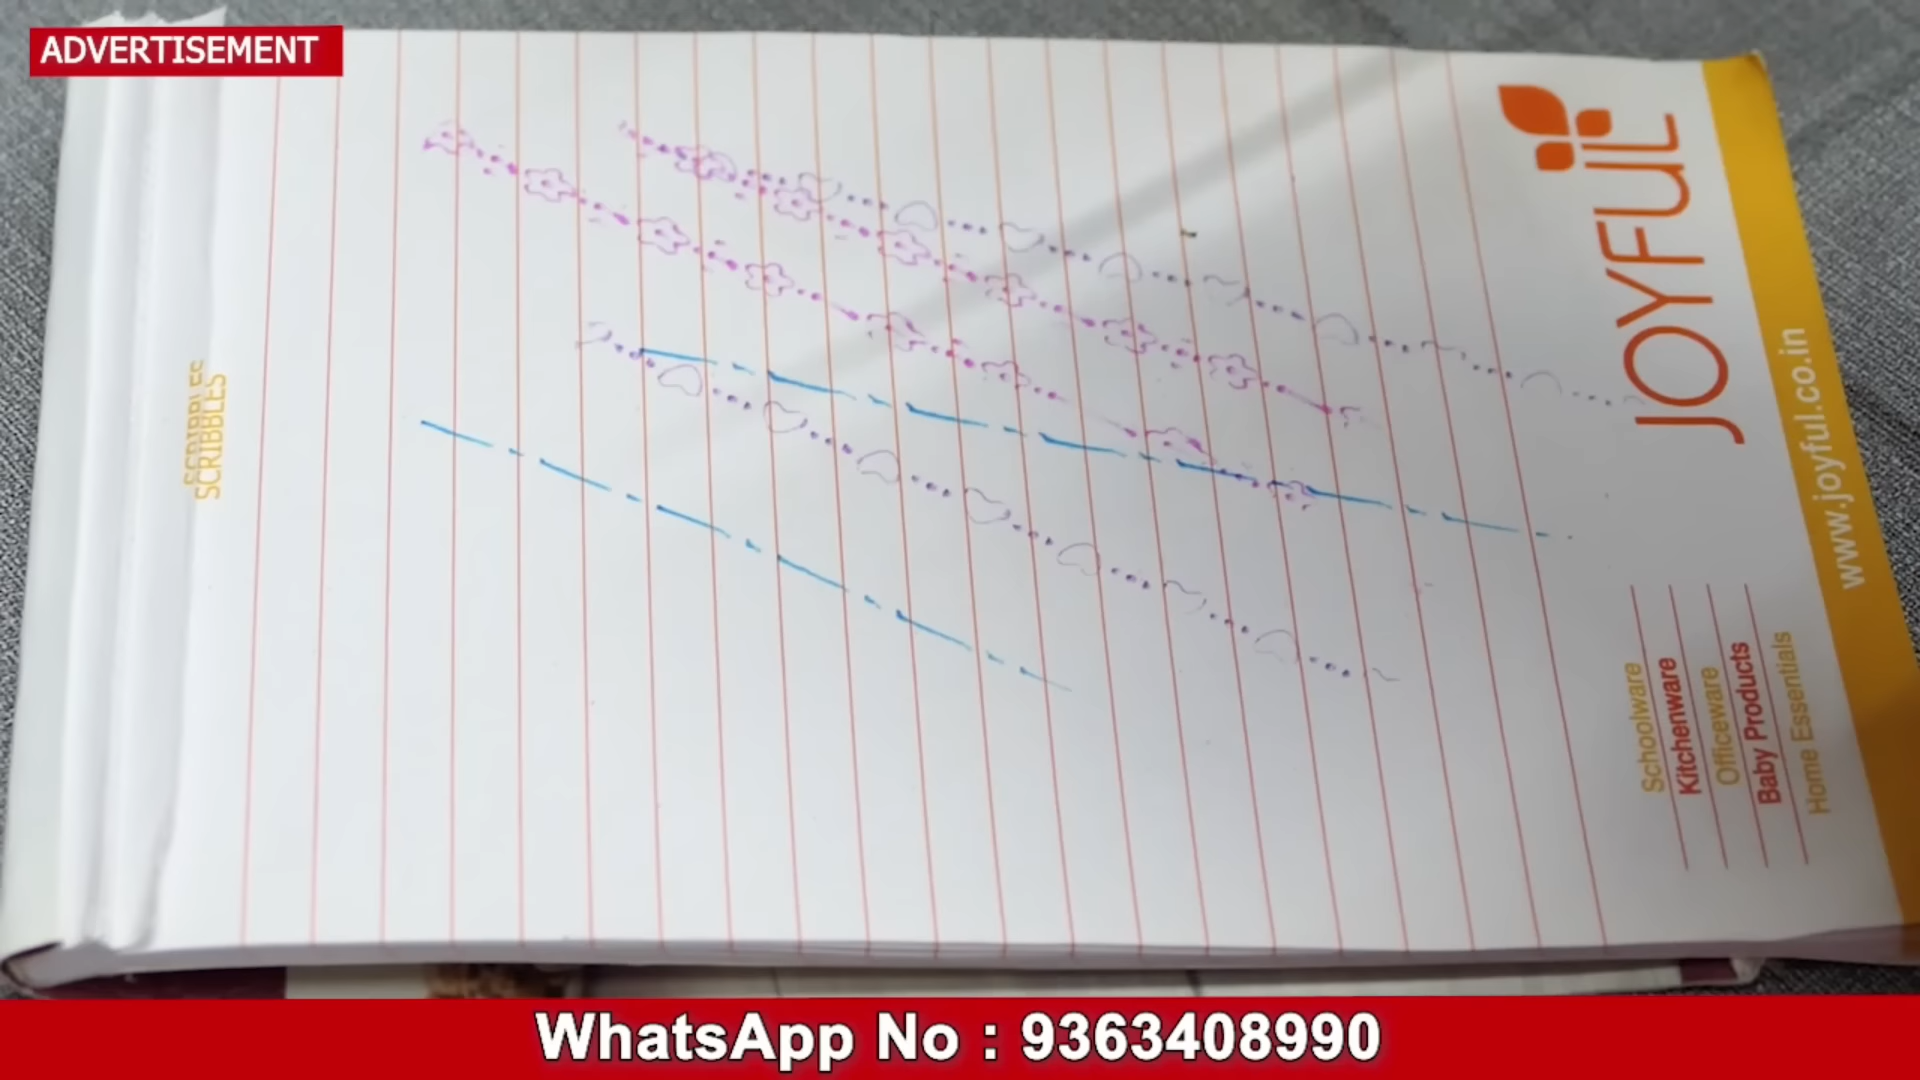 ADVERTISEMENT
SCRIBBLES
SCRIBBLES
JOYFUL
www.joyful.co.in
Schoolware
Kitchenware
Officeware
Baby Products
Home Essentials
WhatsApp No : 9363408990